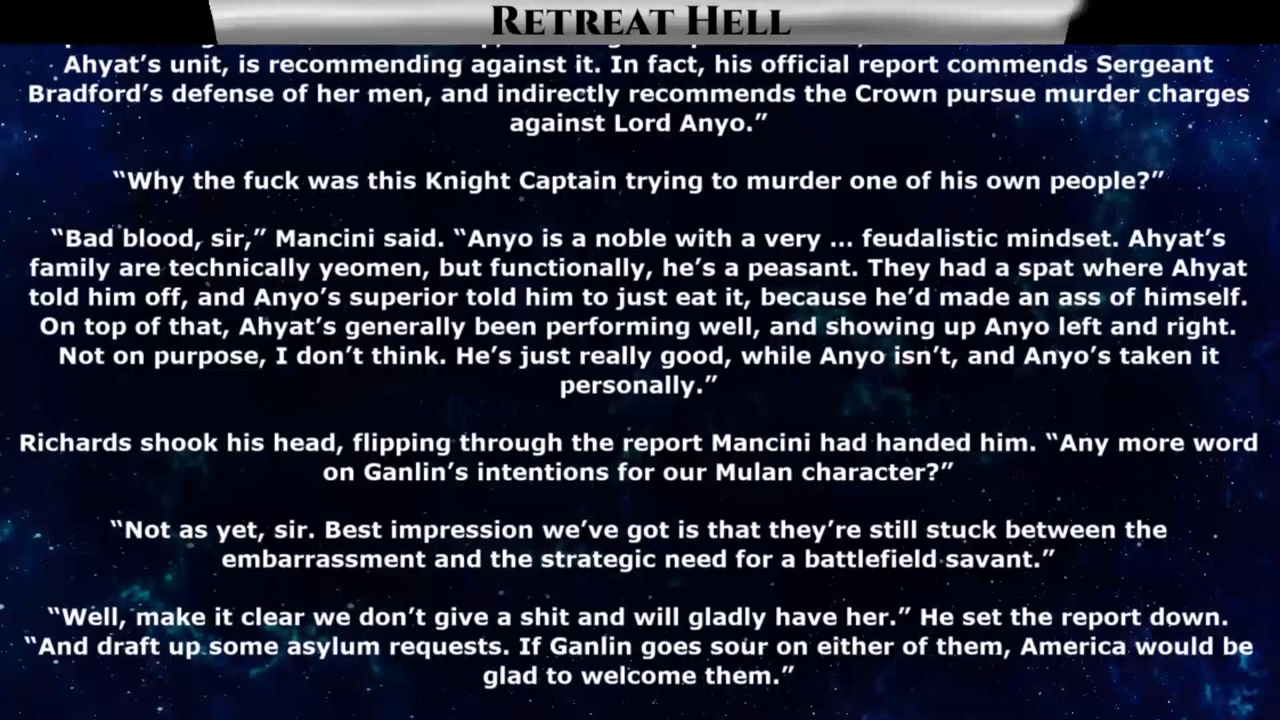 RETREAT HELL
Ahyat’s unit, is recommending against it. In fact, his official report commends Sergeant
Bradford’s defense of her men, and indirectly recommends the Crown pursue murder charges
against Lord Anyo.”
“Why the fuck was this Knight Captain trying to murder one of his own people?”
“Bad blood, sir,” Mancini said. “Anyo is a noble with a very ... feudalistic mindset. Ahyat’s
family are technically yeomen, but functionally, he’s a peasant. They had a spat where Ahyat
told him off, and Anyo’s superior told him to just eat it, because he’d made an ass of himself.
On top of that, Ahyat’s generally been performing well, and showing up Anyo left and right.
Not on purpose, I don’t think. He’s just really good, while Anyo isn’t, and Anyo’s taken it
personally.”
Richards shook his head, flipping through the report Mancini had handed him. “Any more word
on Ganlin’s intentions for our Mulan character?”
“Not as yet, sir. Best impression we’ve got is that they’re still stuck between the
embarrassment and the strategic need for a battlefield savant.”
“Well, make it clear we don’t give a shit and will gladly have her.” He set the report down.
“And draft up some asylum requests. If Ganlin goes sour on either of them, America would be
glad to welcome them.”